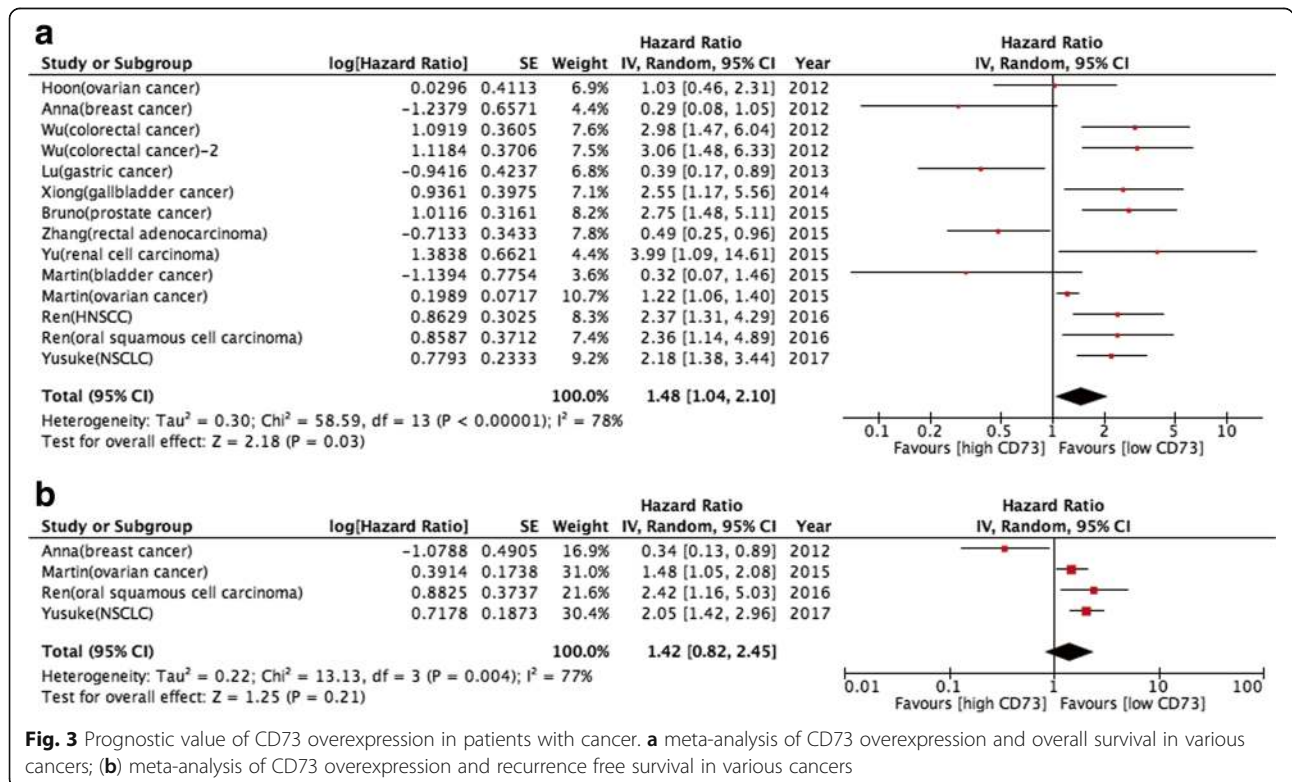 a
Hazard Ratio Hazard Ratio
Study or Subgroup log[Hazard Ratio] SE Weight IV, Random, 95% CI Year IV, Random, 95% CI
Hoon(ovarian cancer) 0.0296 0.4113 6.9% 1.03 [0.46, 2.31] 2012
Anna(breast cancer) -1.2379 0.6571 4.4% 0.29 [0.08, 1.05] 2012
Wu(colorectal cancer) 1.0919 0.3605 7.6% 2.98 [1.47, 6.04] 2012
Wu(colorectal cancer)-2 1.1184 0.3706 7.5% 3.06 [1.48, 6.33] 2012
Lu(gastric cancer) -0.9416 0.4237 6.8% 0.39 [0.17, 0.89] 2013
Xiong(gallbladder cancer) 0.9361 0.3975 7.1% 2.55 [1.17, 5.56] 2014
Bruno(prostate cancer) 1.0116 0.3161 8.2% 2.75 [1.48, 5.11] 2015
Zhang(rectal adenocarcinoma) -0.7133 0.3433 7.8% 0.49 [0.25, 0.96] 2015
Yu(renal cell carcinoma) 1.3838 0.6621 4.4% 3.99 [1.09, 14.61] 2015
Martin(bladder cancer) -1.1394 0.7754 3.6% 0.32 [0.07, 1.46] 2015
Martin(ovarian cancer) 0.1989 0.0717 10.7% 1.22 [1.06, 1.40] 2015
Ren(HNSCC) 0.8629 0.3025 8.3% 2.37 [1.31, 4.29] 2016
Ren(oral squamous cell carcinoma) 0.8587 0.3712 7.4% 2.36 [1.14, 4.89] 2016
Yusuke(NSCLC) 0.7793 0.2333 9.2% 2.18 [1.38, 3.44] 2017
Total (95% CI) 100.0% 1.48 [1.04, 2.10]
Heterogeneity: Tau² = 0.30; Chi² = 58.59, df = 13 (P < 0.00001); I² = 78%
Test for overall effect: Z = 2.18 (P = 0.03)
0.1 0.2 0.5 1 2 5 10
Favours [high CD73] Favours [low CD73]
b
Hazard Ratio Hazard Ratio
Study or Subgroup log[Hazard Ratio] SE Weight IV, Random, 95% CI Year IV, Random, 95% CI
Anna(breast cancer) -1.0788 0.4905 16.9% 0.34 [0.13, 0.89] 2012
Martin(ovarian cancer) 0.3914 0.1738 31.0% 1.48 [1.05, 2.08] 2015
Ren(oral squamous cell carcinoma) 0.8825 0.3737 21.6% 2.42 [1.16, 5.03] 2016
Yusuke(NSCLC) 0.7178 0.1873 30.4% 2.05 [1.42, 2.96] 2017
Total (95% CI) 100.0% 1.42 [0.82, 2.45]
Heterogeneity: Tau² = 0.22; Chi² = 13.13, df = 3 (P = 0.004); I² = 77%
Test for overall effect: Z = 1.25 (P = 0.21)
0.01 0.1 1 10 100
Favours [high CD73] Favours [low CD73]
Fig. 3 Prognostic value of CD73 overexpression in patients with cancer. a meta-analysis of CD73 overexpression and overall survival in various
cancers; (b) meta-analysis of CD73 overexpression and recurrence free survival in various cancers